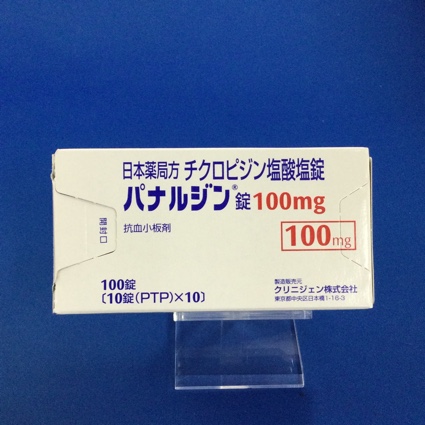 日本薬局方 チクロピジン塩酸塩錠
パナルジン®錠100mg
抗血小板剤
100mg
開封口
100錠
〔10錠(PTP)×10〕
製造販売元
クリニジェン株式会社
東京都中央区日本橋1-16-3